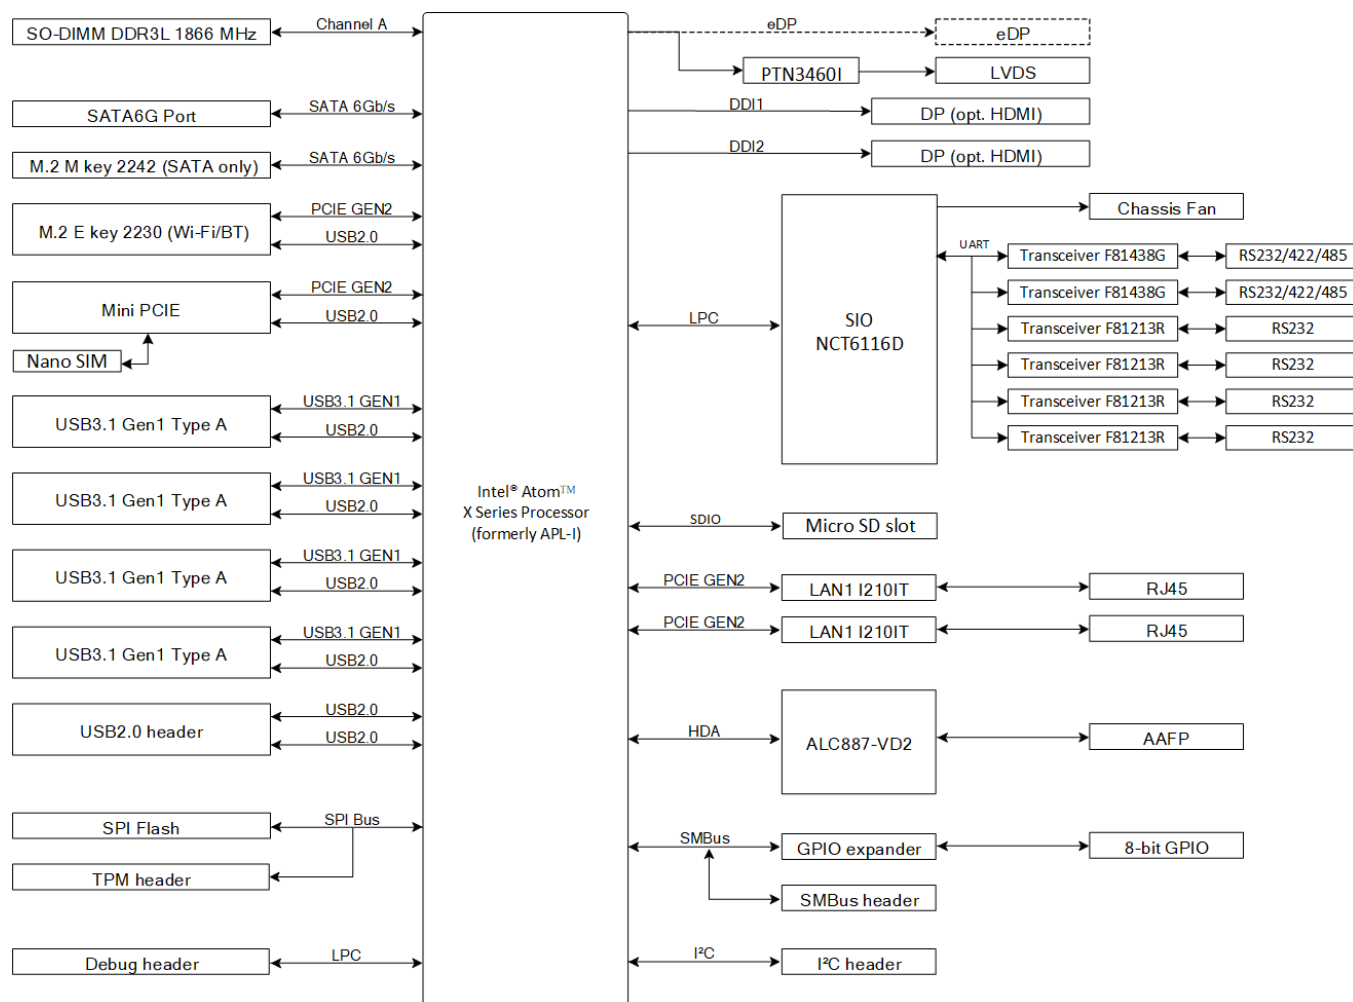 SO-DIMM DDR3L 1866 MHz
Channel A
SATA6G Port
SATA 6Gb/s
M.2 M key 2242 (SATA only)
SATA 6Gb/s
M.2 E key 2230 (Wi-Fi/BT)
PCIE GEN2
USB2.0
Mini PCIE
PCIE GEN2
USB2.0
Nano SIM
USB3.1 Gen1 Type A
USB3.1 GEN1
USB2.0
USB3.1 Gen1 Type A
USB3.1 GEN1
USB2.0
USB3.1 Gen1 Type A
USB3.1 GEN1
USB2.0
USB3.1 Gen1 Type A
USB3.1 GEN1
USB2.0
USB2.0 header
USB2.0
USB2.0
SPI Flash
SPI Bus
TPM header
Debug header
LPC
Intel® Atom™
X Series Processor
(formerly APL-I)
eDP
eDP
PTN3460I
LVDS
DDI1
DP (opt. HDMI)
DDI2
DP (opt. HDMI)
LPC
SIO
NCT6116D
Chassis Fan
UART
Transceiver F81438G
RS232/422/485
Transceiver F81438G
RS232/422/485
Transceiver F81213R
RS232
Transceiver F81213R
RS232
Transceiver F81213R
RS232
Transceiver F81213R
RS232
SDIO
Micro SD slot
PCIE GEN2
LAN1 I210IT
RJ45
PCIE GEN2
LAN1 I210IT
RJ45
HDA
ALC887-VD2
AAFP
SMBus
GPIO expander
8-bit GPIO
SMBus header
I²C
I²C header